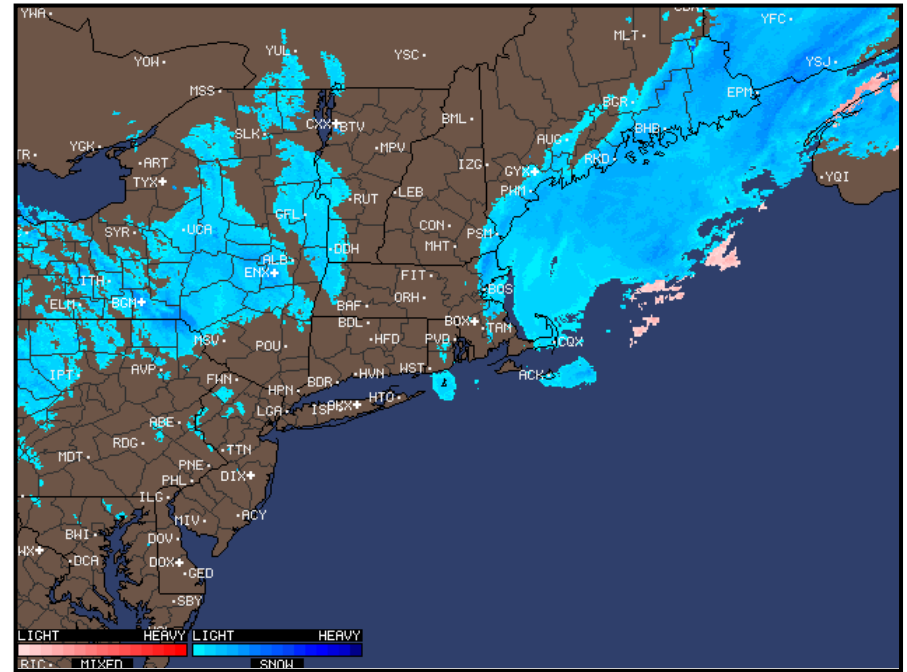 YWA
CBA
YFC
MLT
YUL
YSC
YOW
YSJ
MSS
EPM
BGR
CXX BTV
BML
SLK
BHB
AUG
YGK
MPV
ART
IZG
RKD
GYX
TYX
YQI
LEB
PWM
RUT
GFL
CON
UCA
SYR
PSM
MHT
DDH
ALB
ENX
FIT
ITH
BOS
ORH
ELM
BGM
BAF
BOX
TAN
BDL
MSV
HFD
PVD
CQX
POU
AVP
WST
IPT
HVN
ACK
FWN
BDR
HPN
HTO
LGA
ISP OKX
ABE
RDG
TTN
MDT
PNE
DIX
PHL
ILG
ACY
MIV
BWI
DOV
WX
DCA
DOX
GED
SBY
LIGHT HEAVY LIGHT HEAVY
RIC MIXED SNOW